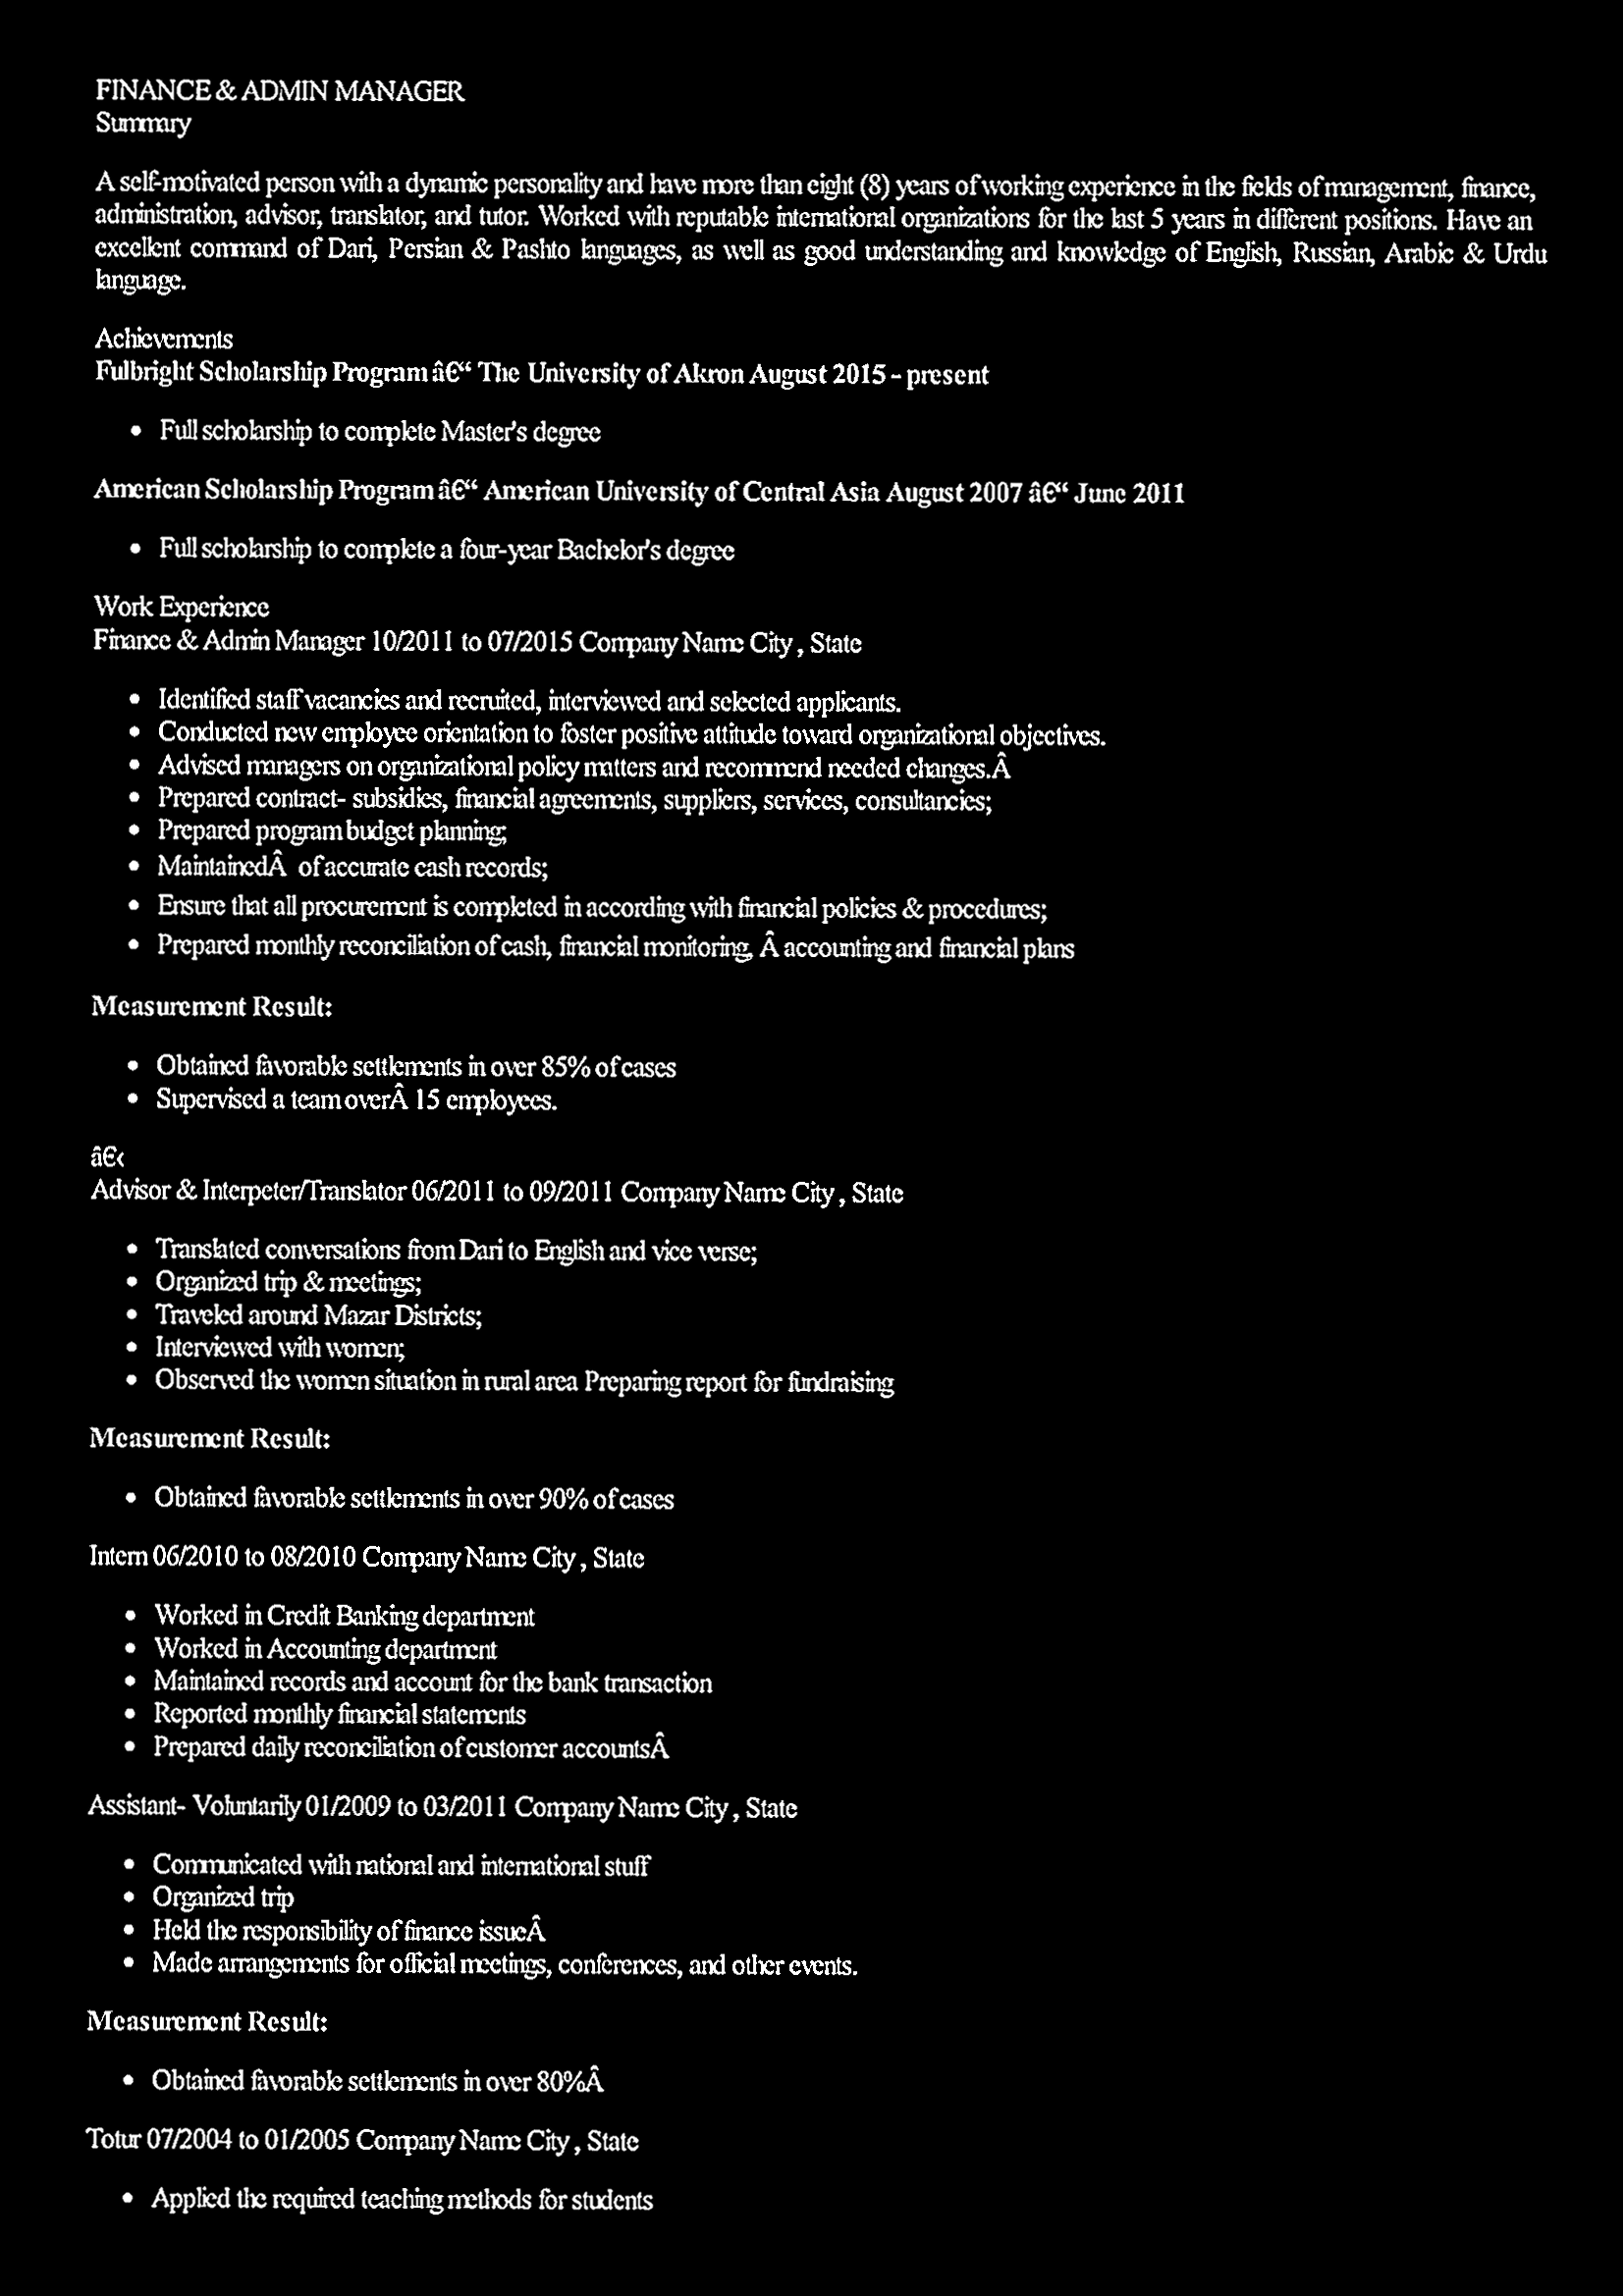 FINANCE & ADMIN MANAGER
Summary
A self-motivated person with a dynamic personality and have more than eight (8) years of working experience in the fields of management, finance,
administration, advisor, translator, and tutor. Worked with reputable international organizations for the last 5 years in different positions. Have an
excellent command of Dari, Persian & Pashto languages, as well as good understanding and knowledge of English, Russian, Arabic & Urdu
language.
Achievements
Fulbright Scholarship Program â€“ The University of Akron August 2015 - present
• Full scholarship to complete Master's degree
American Scholarship Program â€“ American University of Central Asia August 2007 â€“ June 2011
• Full scholarship to complete a four-year Bachelor's degree
Work Experience
Finance & Admin Manager 10/2011 to 07/2015 Company Name City , State
• Identified staff vacancies and recruited, interviewed and selected applicants.
• Conducted new employee orientation to foster positive attitude toward organizational objectives.
• Advised managers on organizational policy matters and recommend needed changes.Â
• Prepared contract- subsidies, financial agreements, suppliers, services, consultancies;
• Prepared program budget planning;
• MaintainedÂ  of accurate cash records;
• Ensure that all procurement is completed in according with financial policies & procedures;
• Prepared monthly reconciliation of cash, financial monitoring, Â accounting and financial plans
Measurement Result:
• Obtained favorable settlements in over 85% of cases
• Supervised a team overÂ 15 employees.
â€‹
Advisor & Interpeter/Translator 06/2011 to 09/2011 Company Name City , State
• Translated conversations from Dari to English and vice verse;
• Organized trip & meetings;
• Traveled around Mazar Districts;
• Interviewed with women;
• Observed the women situation in rural area Preparing report for fundraising
Measurement Result:
• Obtained favorable settlements in over 90% of cases
Intern 06/2010 to 08/2010 Company Name City , State
• Worked in Credit Banking department
• Worked in Accounting department
• Maintained records and account for the bank transaction
• Reported monthly financial statements
• Prepared daily reconciliation of customer accountsÂ
Assistant- Voluntarily 01/2009 to 03/2011 Company Name City , State
• Communicated with national and international stuff
• Organized trip
• Held the responsibility of finance issueÂ
• Made arrangements for official meetings, conferences, and other events.
Measurement Result:
• Obtained favorable settlements in over 80%Â
Totur 07/2004 to 01/2005 Company Name City , State
• Applied the required teaching methods for students